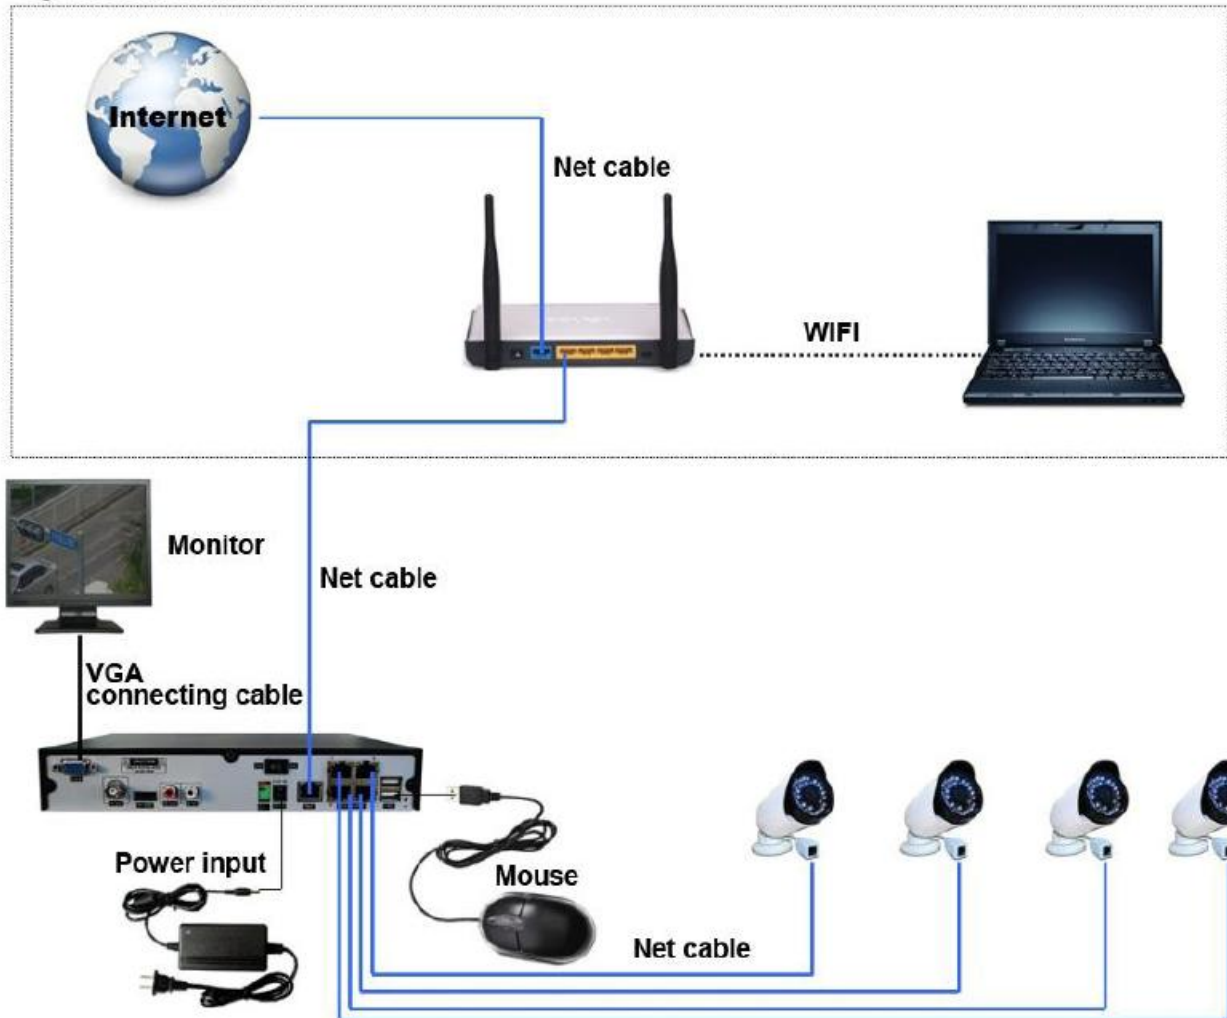 Internet
Net cable
WIFI
Monitor
Net cable
VGA
connecting cable
Power input
Mouse
Net cable